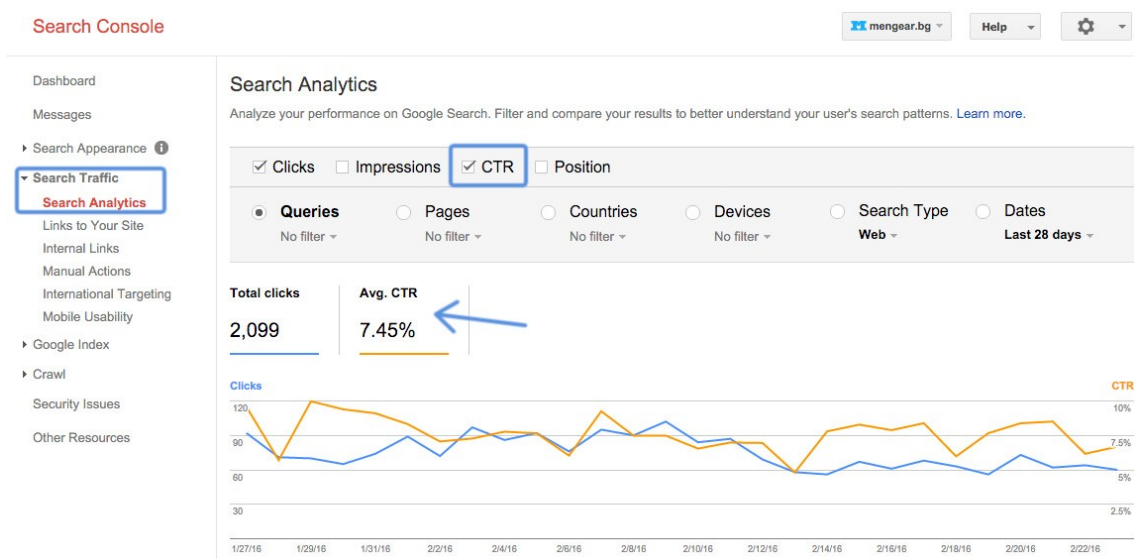 Search Console
mengear.bg
Help
Dashboard
Messages
Search Appearance
Search Traffic
Search Analytics
Links to Your Site
Internal Links
Manual Actions
International Targeting
Mobile Usability
Google Index
Crawl
Security Issues
Other Resources
Search Analytics
Analyze your performance on Google Search. Filter and compare your results to better understand your user's search patterns. Learn more.
Clicks Impressions CTR Position
Queries Pages Countries Devices Search Type Dates
No filter No filter No filter No filter Web Last 28 days
Total clicks Avg. CTR
2,099 7.45%
Clicks CTR
120 10%
90 7.5%
60 5%
30 2.5%
1/27/16 1/29/16 1/31/16 2/2/16 2/4/16 2/6/16 2/8/16 2/10/16 2/12/16 2/14/16 2/16/16 2/18/16 2/20/16 2/22/16